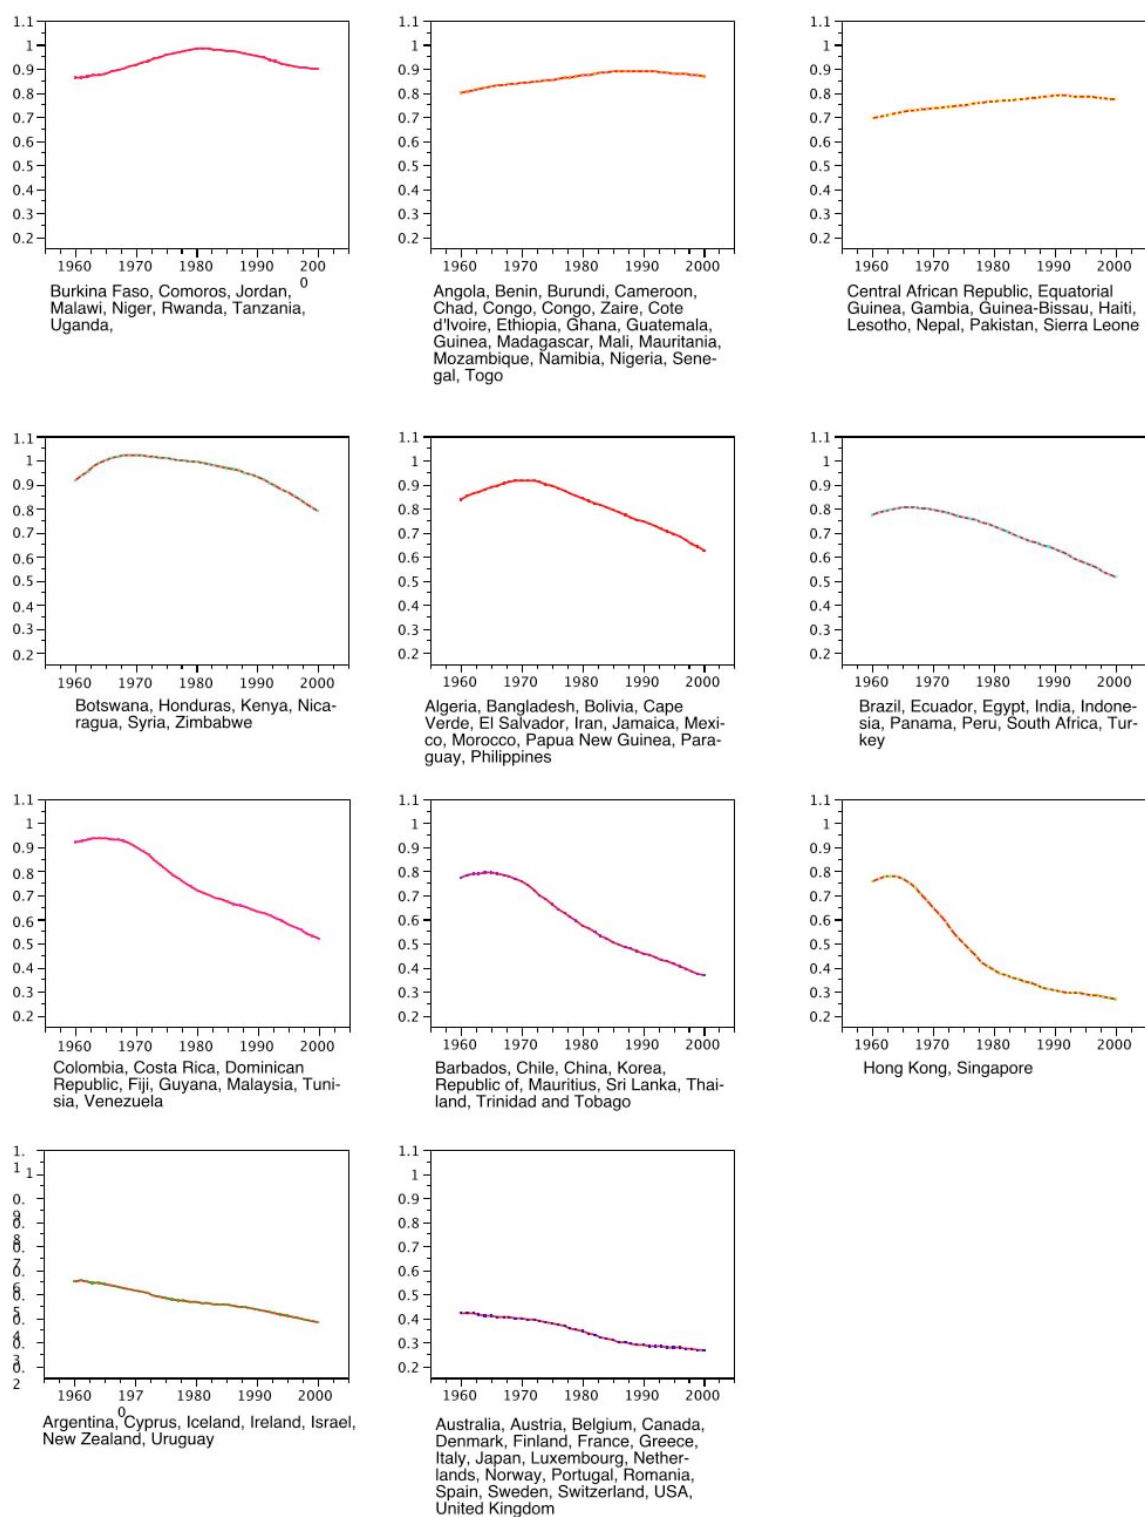 1.1
1
0.9
0.8
0.7
0.6
0.5
0.4
0.3
0.2
1960 1970 1980 1990 200
0
Burkina Faso, Comoros, Jordan,
Malawi, Niger, Rwanda, Tanzania,
Uganda,
1.1
1
0.9
0.8
0.7
0.6
0.5
0.4
0.3
0.2
1960 1970 1980 1990 2000
Angola, Benin, Burundi, Cameroon,
Chad, Congo, Congo, Zaire, Cote
d'Ivoire, Ethiopia, Ghana, Guatemala,
Guinea, Madagascar, Mali, Mauritania,
Mozambique, Namibia, Nigeria, Sene-
gal, Togo
1.1
1
0.9
0.8
0.7
0.6
0.5
0.4
0.3
0.2
1960 1970 1980 1990 2000
Central African Republic, Equatorial
Guinea, Gambia, Guinea-Bissau, Haiti,
Lesotho, Nepal, Pakistan, Sierra Leone
1.1
1
0.9
0.8
0.7
0.6
0.5
0.4
0.3
0.2
1960 1970 1980 1990 2000
Botswana, Honduras, Kenya, Nica-
ragua, Syria, Zimbabwe
1.1
1
0.9
0.8
0.7
0.6
0.5
0.4
0.3
0.2
1960 1970 1980 1990 2000
Algeria, Bangladesh, Bolivia, Cape
Verde, El Salvador, Iran, Jamaica, Mexi-
co, Morocco, Papua New Guinea, Para-
guay, Philippines
1.1
1
0.9
0.8
0.7
0.6
0.5
0.4
0.3
0.2
1960 1970 1980 1990 2000
Brazil, Ecuador, Egypt, India, Indone-
sia, Panama, Peru, South Africa, Tur-
key
1.1
1
0.9
0.8
0.7
0.6
0.5
0.4
0.3
0.2
1960 1970 1980 1990 2000
Colombia, Costa Rica, Dominican
Republic, Fiji, Guyana, Malaysia, Tuni-
sia, Venezuela
1.1
1
0.9
0.8
0.7
0.6
0.5
0.4
0.3
0.2
1960 1970 1980 1990 2000
Barbados, Chile, China, Korea,
Republic of, Mauritius, Sri Lanka, Thai-
land, Trinidad and Tobago
1.1
1
0.9
0.8
0.7
0.6
0.5
0.4
0.3
0.2
1960 1970 1980 1990 2000
Hong Kong, Singapore
1.
1 1
0.
9
0.
8
0.
7
0.
6
0.
5
0.
4
0.
3
0.
2
1960 197 1980 1990 2000
0
Argentina, Cyprus, Iceland, Ireland, Israel,
New Zealand, Uruguay
1.1
1
0.9
0.8
0.7
0.6
0.5
0.4
0.3
0.2
1960 1970 1980 1990 2000
Australia, Austria, Belgium, Canada,
Denmark, Finland, France, Greece,
Italy, Japan, Luxembourg, Nether-
lands, Norway, Portugal, Romania,
Spain, Sweden, Switzerland, USA,
United Kingdom